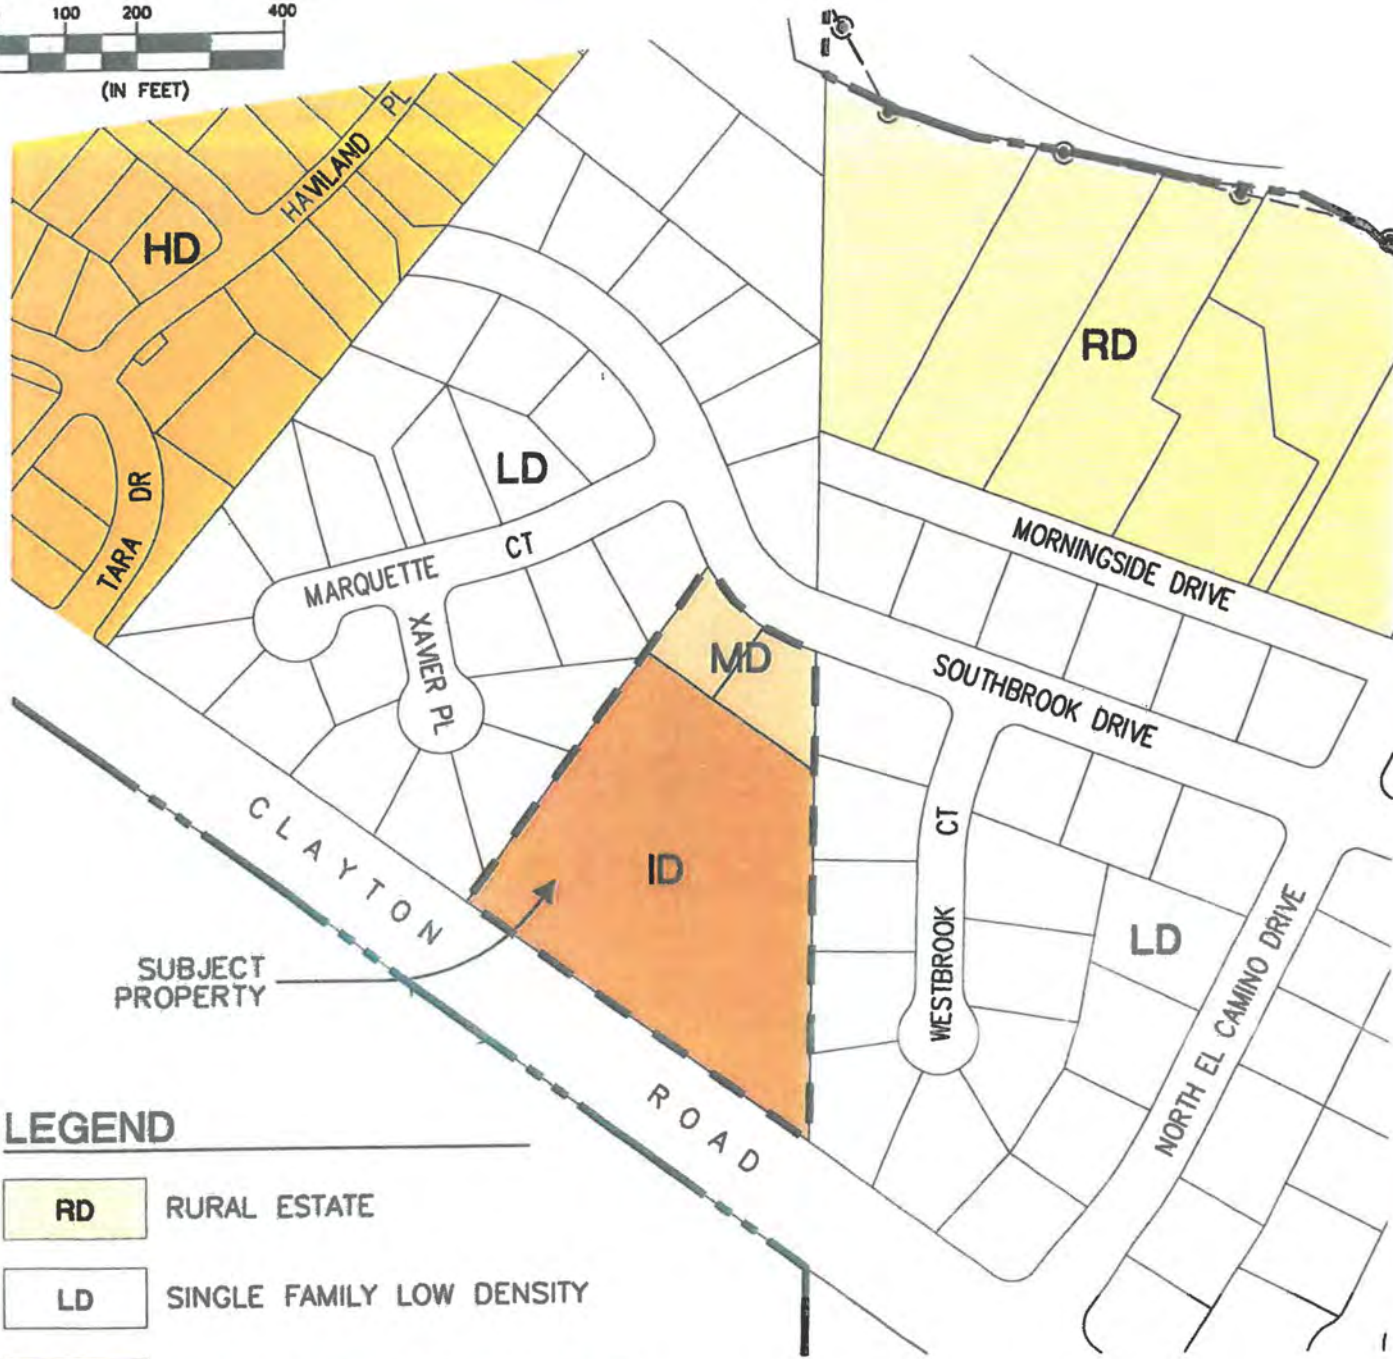 100 200 400
(IN FEET)
HAVILAND PL
HD
RD
TARA DR
LD
MARQUETTE CT
MORNINGSIDE DRIVE
XAVIER PL
MD
SOUTHBROOK DRIVE
CLAYTON ROAD
ID
WESTBROOK CT
LD
NORTH EL CAMINO DRIVE
SUBJECT
PROPERTY
LEGEND
RD RURAL ESTATE
LD SINGLE FAMILY LOW DENSITY